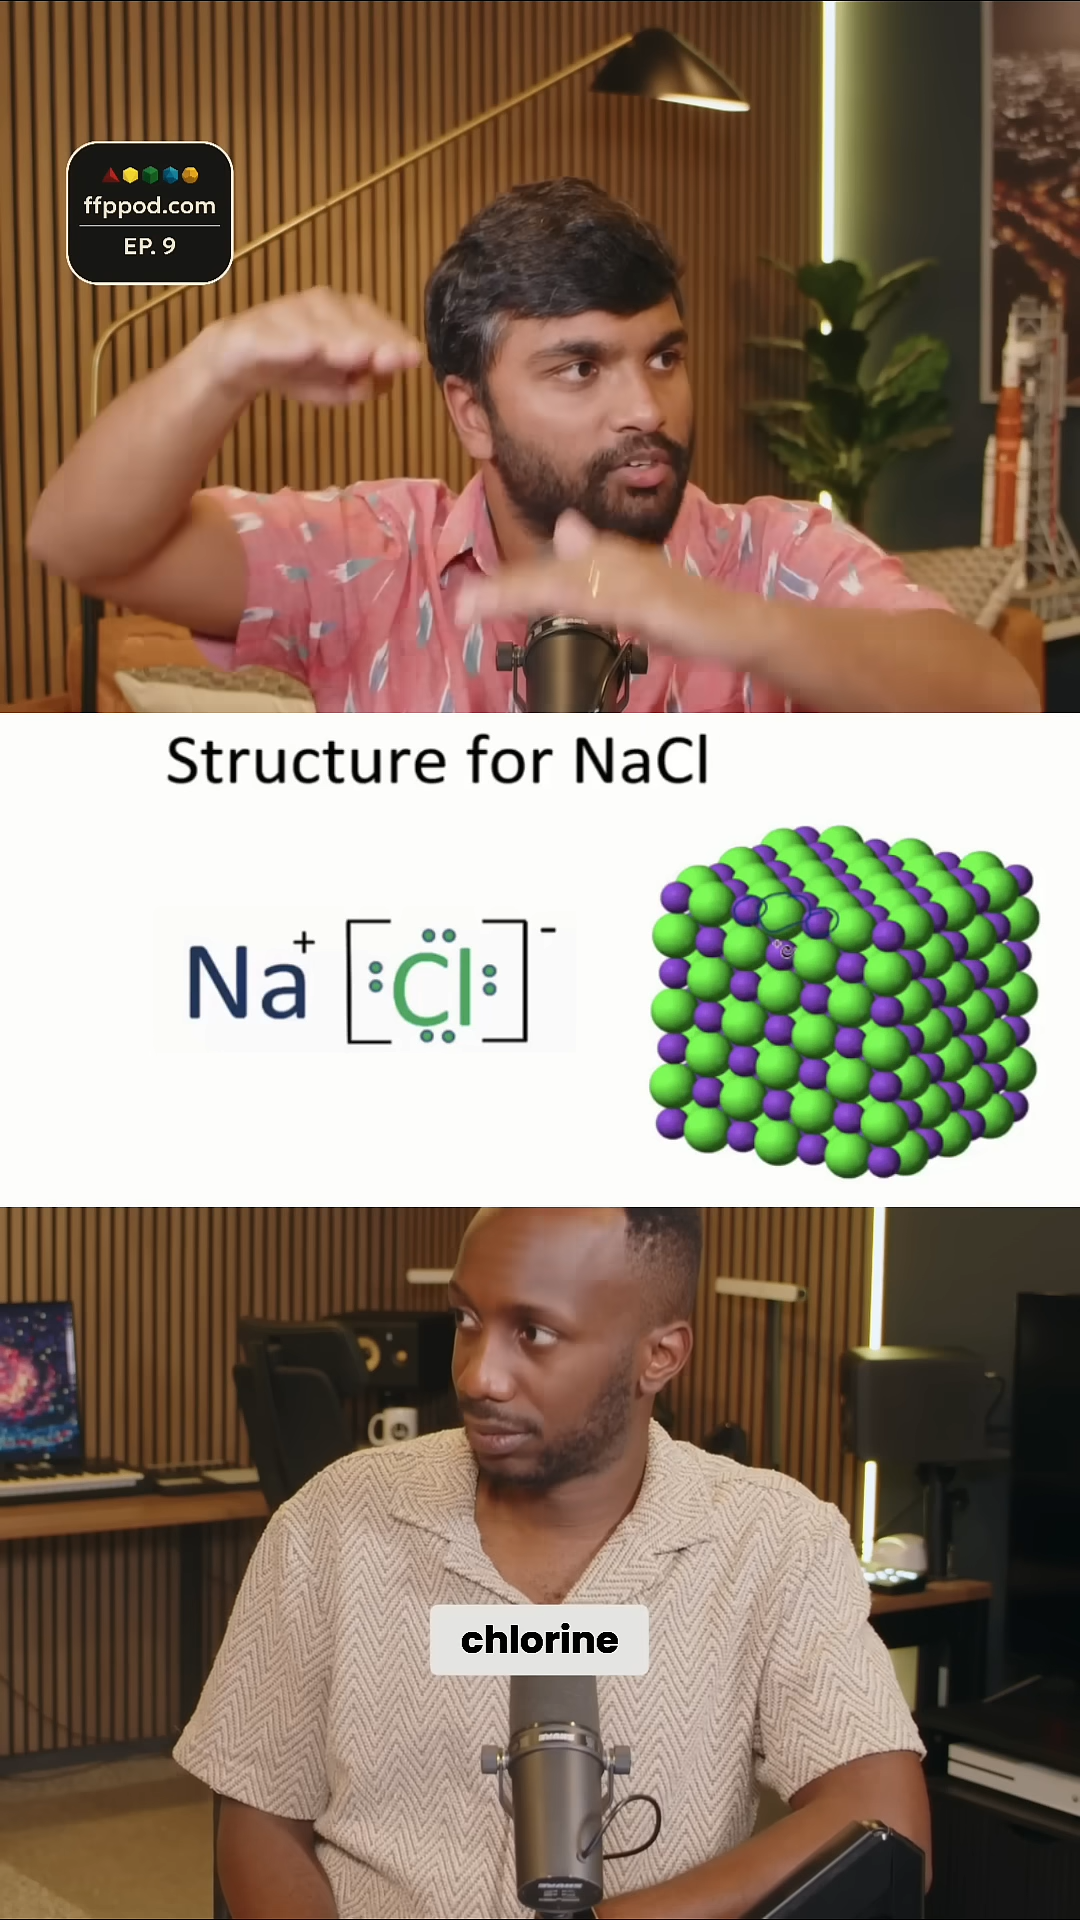 ffppod.com
EP. 9
Structure for NaCl
Na+ [Cl]-
chlorine